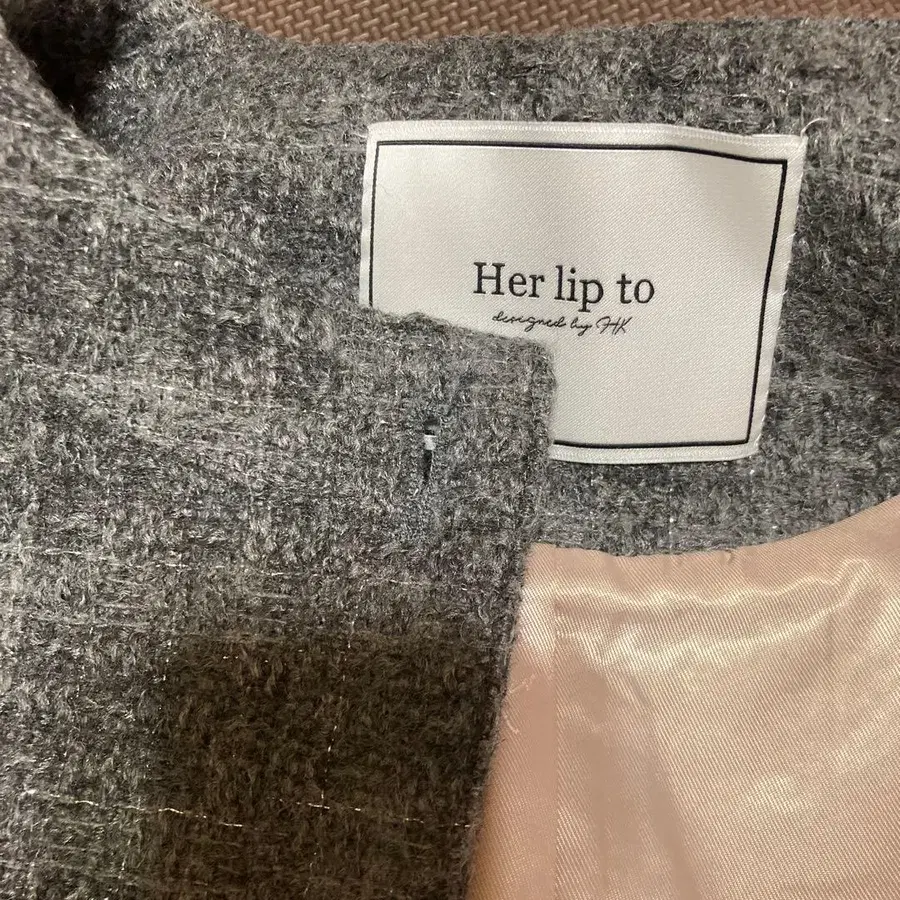 Her lip to
designed by HK